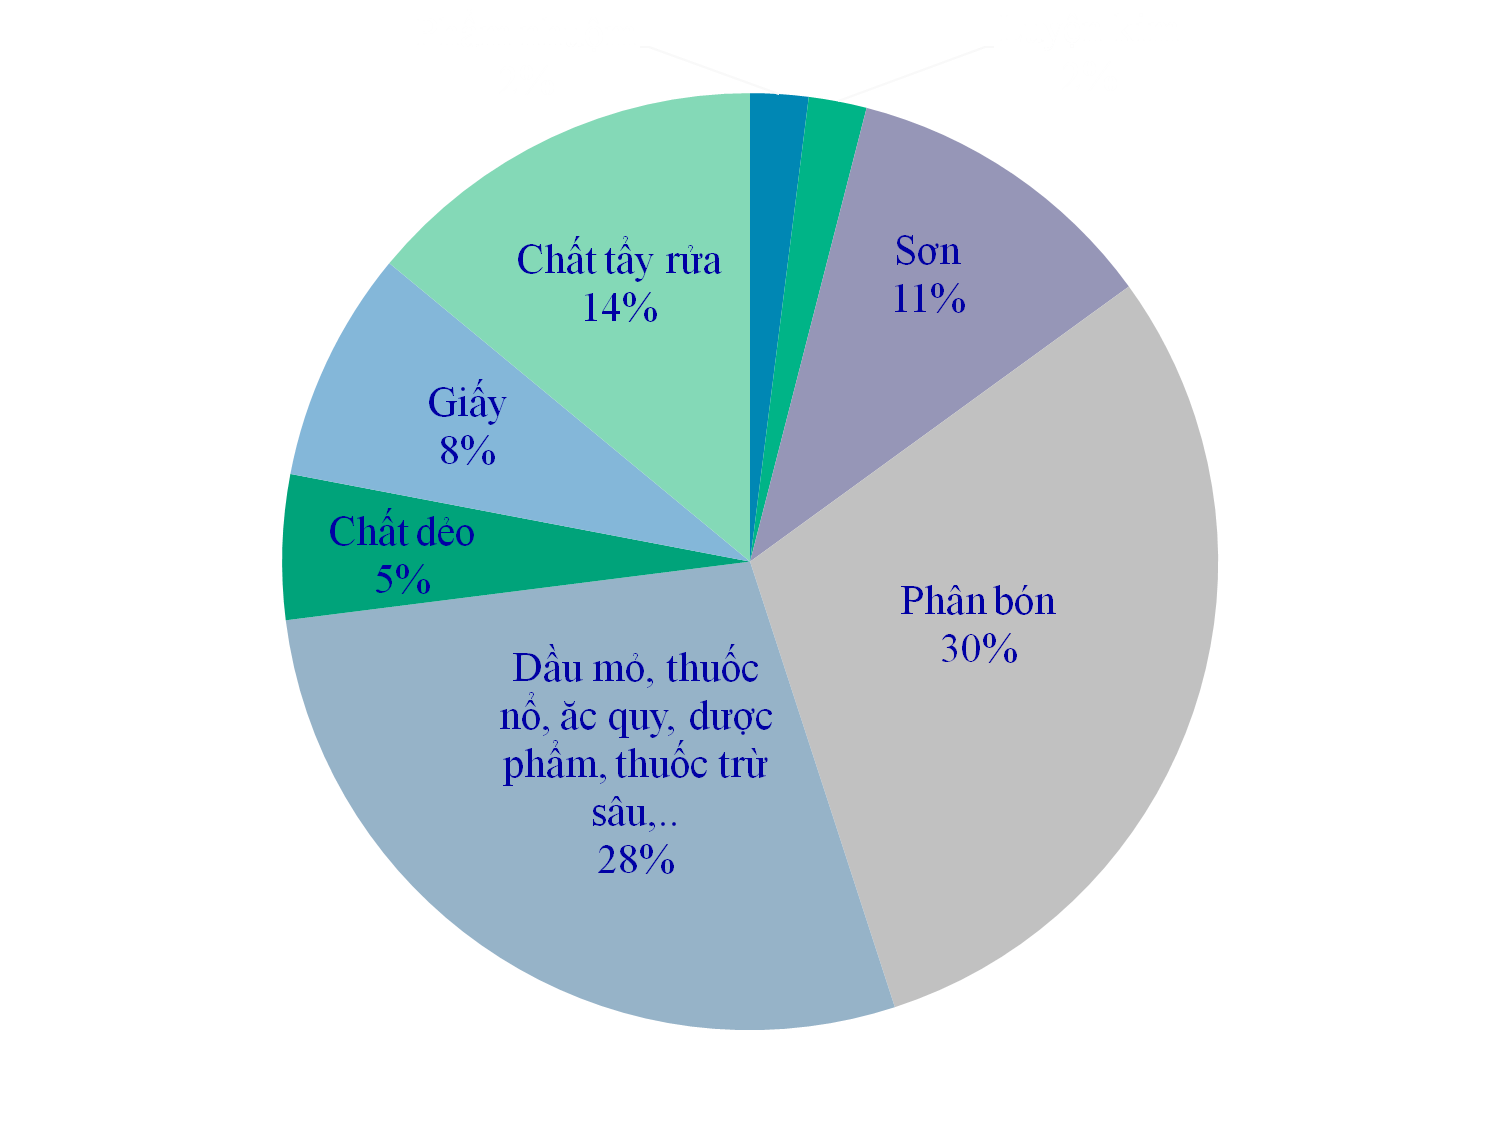 Sơn
11%
Chất tẩy rửa
14%
Giấy
8%
Chất dẻo
5%
Phân bón
30%
Dầu mỏ, thuốc
nổ, ăc quy, dược
phẩm, thuốc trừ
sâu,..
28%